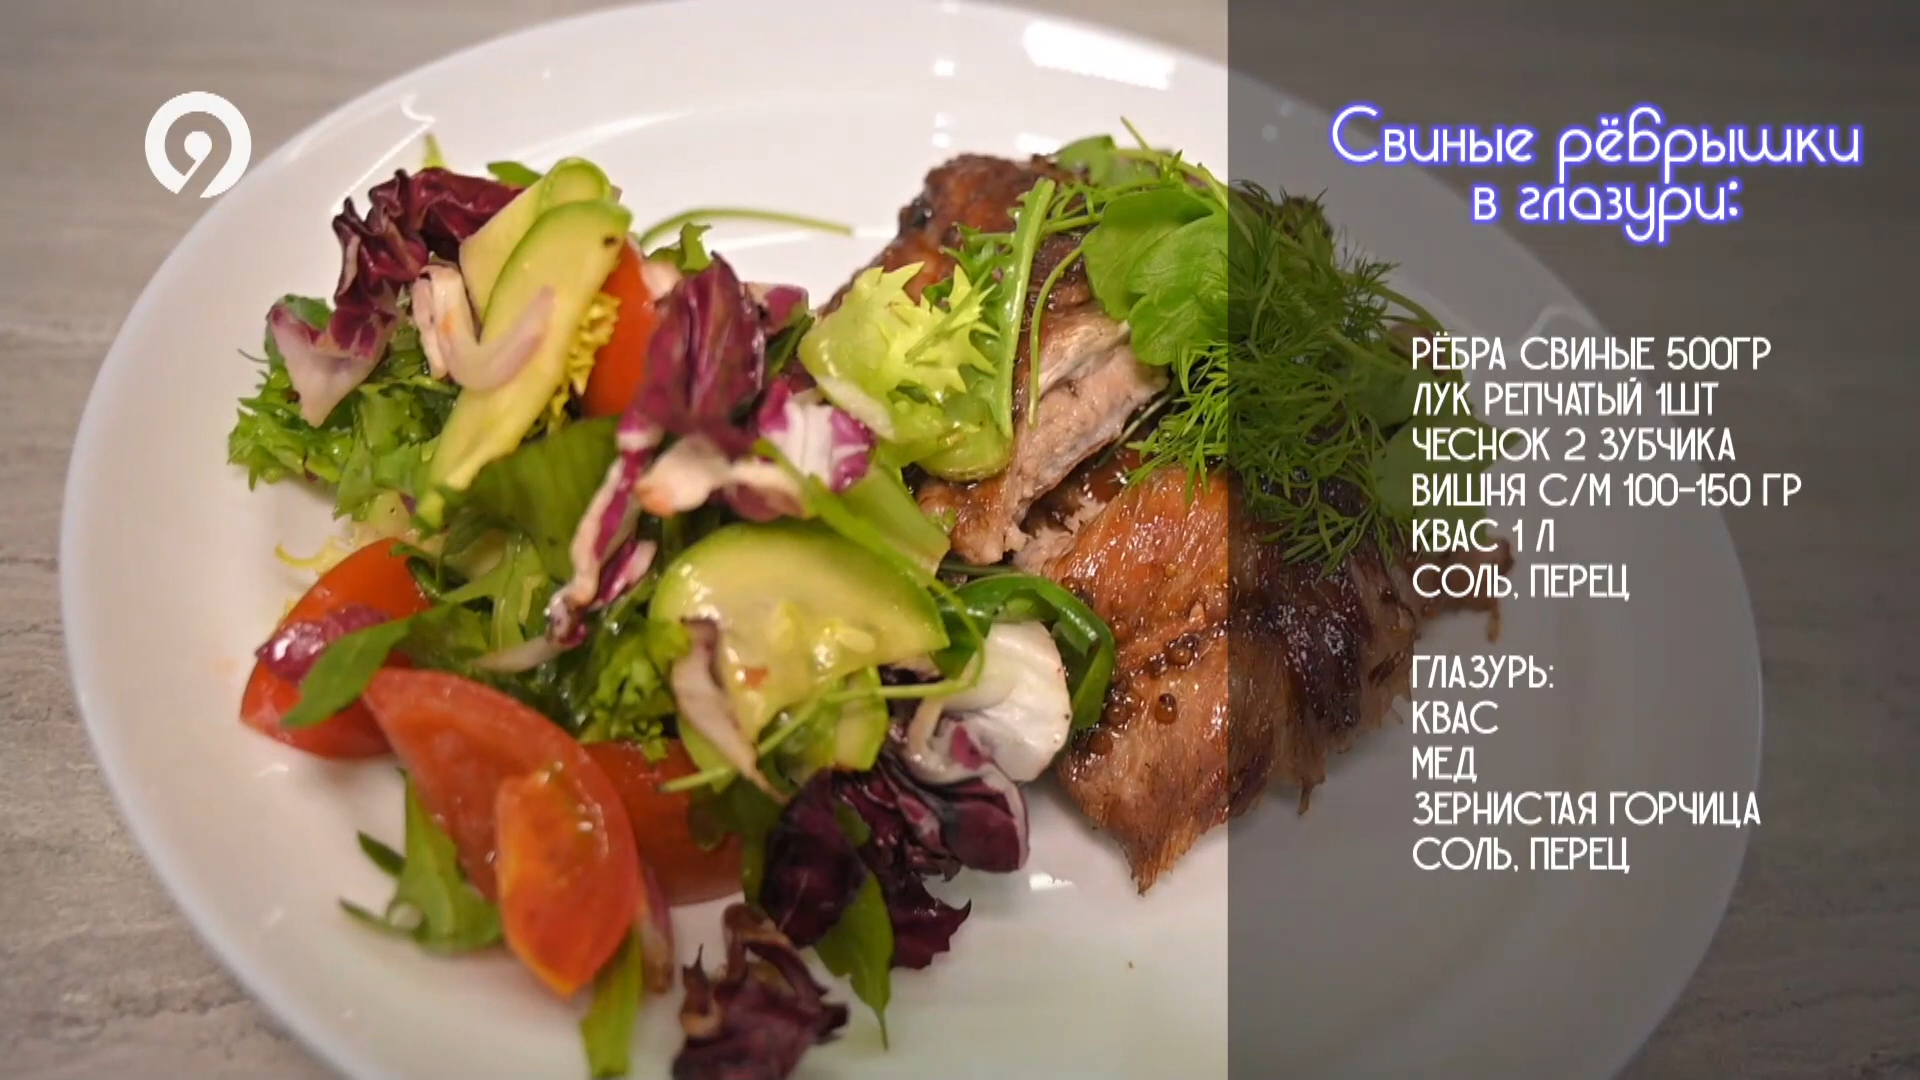 Свиные рёбрышки
в глазури:
РЁБРА СВИНЫЕ 500ГР
ЛУК РЕПЧАТЫЙ 1ШТ
ЧЕСНОК 2 ЗУБЧИКА
ВИШНЯ С/М 100-150 ГР
КВАС 1 Л
СОЛЬ, ПЕРЕЦ
ГЛАЗУРЬ:
КВАС
МЕД
ЗЕРНИСТАЯ ГОРЧИЦА
СОЛЬ, ПЕРЕЦ